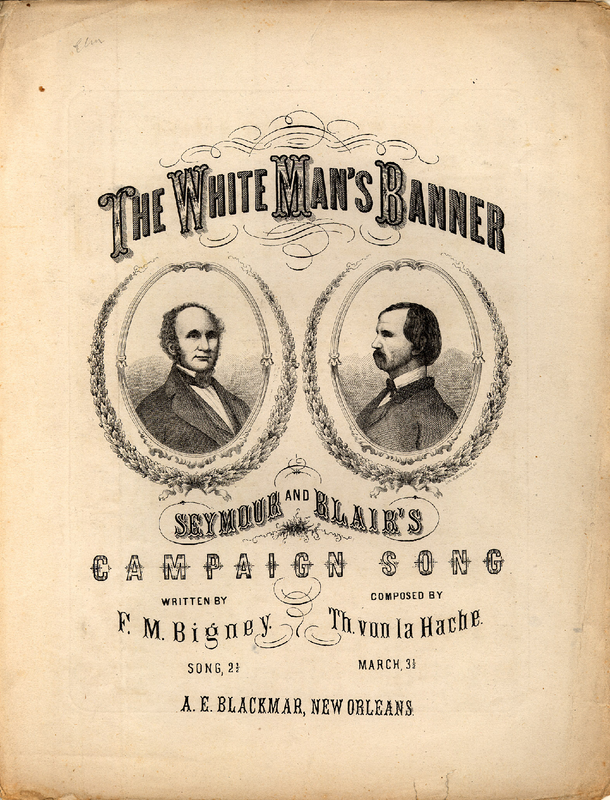 THE WHITE MAN'S BANNER
SEYMOUR AND BLAIR'S
CAMPAIGN SONG
WRITTEN BY
F. M. Bigney.
COMPOSED BY
Th. von la Hache.
SONG, 2½
MARCH, 3½
A. E. BLACKMAR, NEW ORLEANS.